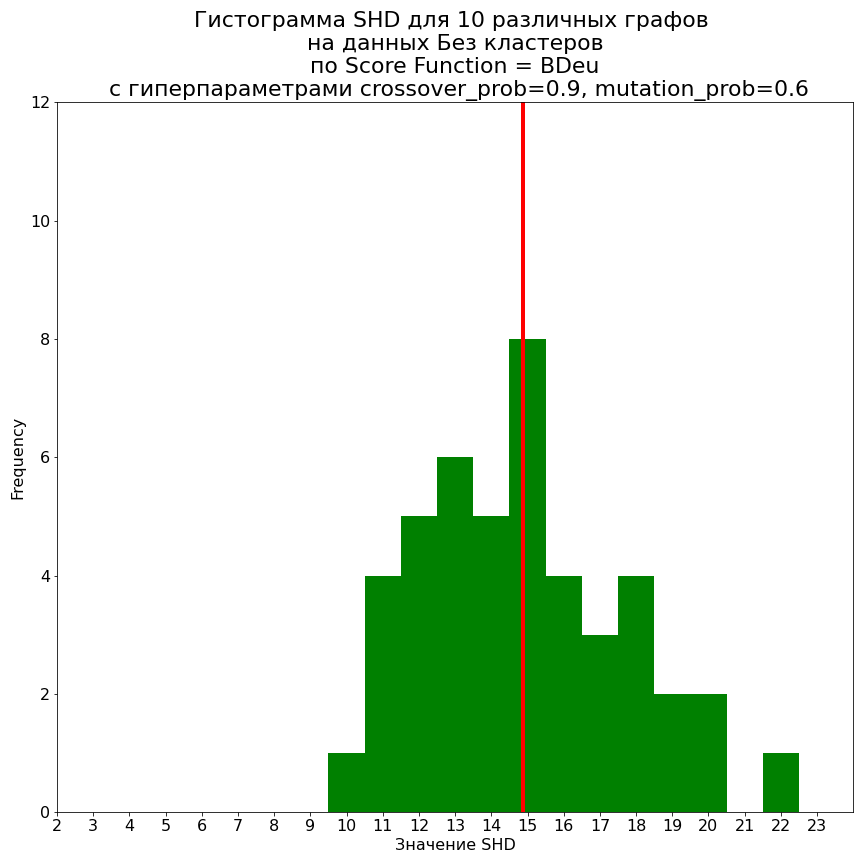 Гистограмма SHD для 10 различных графов
на данных Без кластеров
по Score Function = BDeu
с гиперпараметрами crossover_prob=0.9, mutation_prob=0.6
12
10
8
6
4
2
0
Frequency
2 3 4 5 6 7 8 9 10 11 12 13 14 15 16 17 18 19 20 21 22 23
Значение SHD